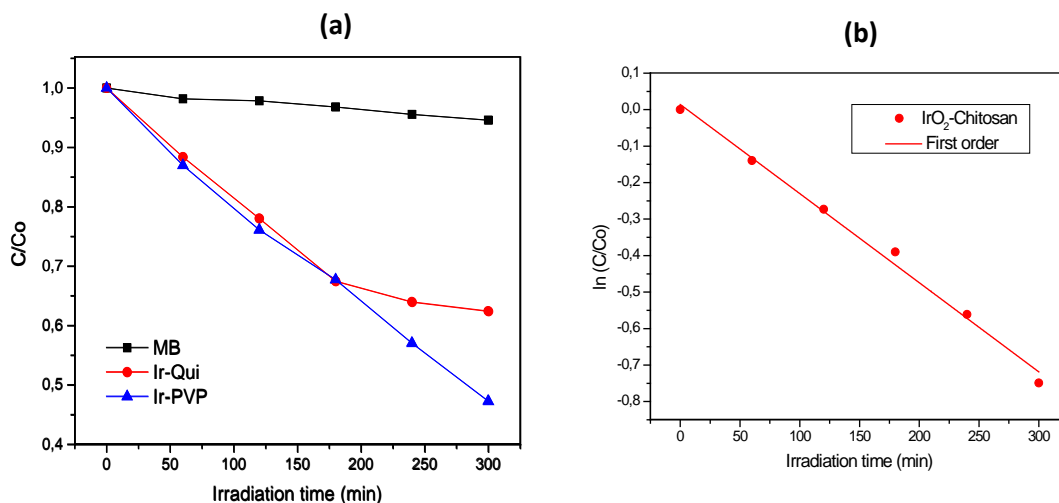 (a)
1,0
0,9
0,8
0,7
0,6
0,5
0,4
C/Co
MB
Ir-Qui
Ir-PVP
0 50 100 150 200 250 300
Irradiation time (min)
(b)
0,1
0,0
-0,1
-0,2
-0,3
-0,4
-0,5
-0,6
-0,7
-0,8
ln (C/Co)
IrO₂-Chitosan
First order
0 50 100 150 200 250 300
Irradiation time (min)